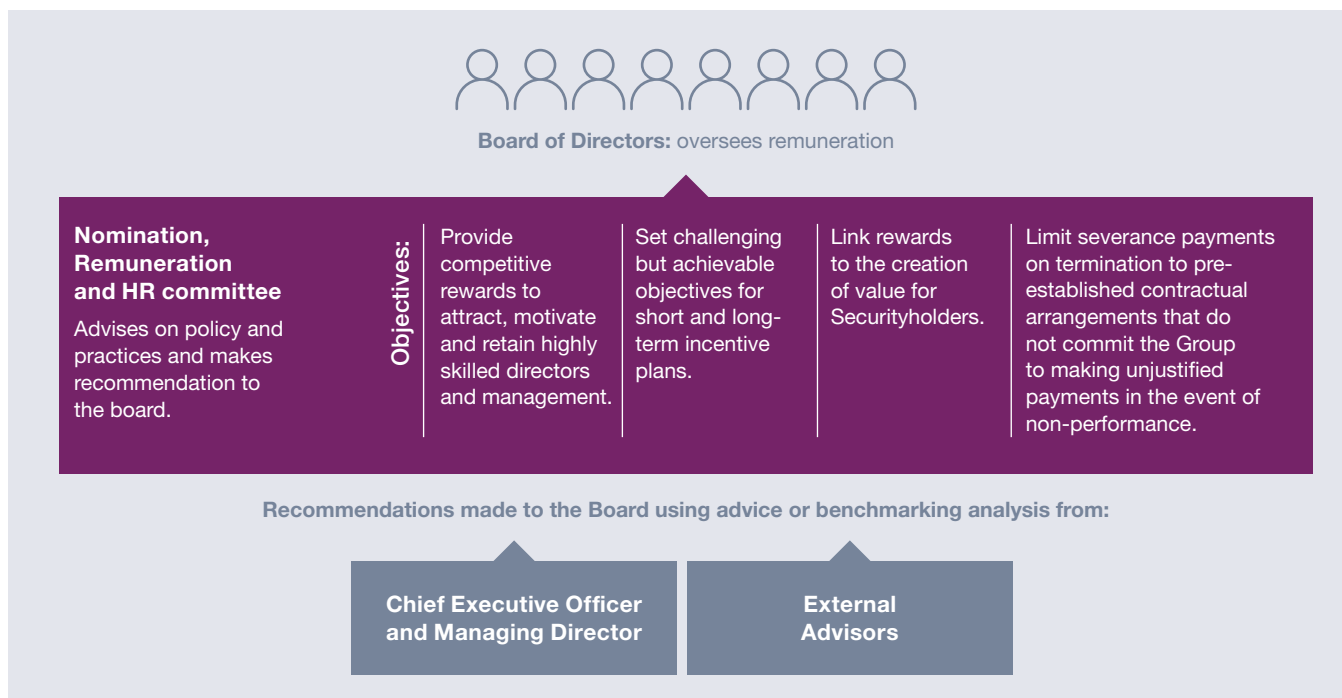 Board of Directors: oversees remuneration
Nomination,
Remuneration
and HR committee
Advises on policy and
practices and makes
recommendation to
the board.
Objectives:
Provide
competitive
rewards to
attract, motivate
and retain highly
skilled directors
and management.
Set challenging
but achievable
objectives for
short and long-
term incentive
plans.
Link rewards
to the creation
of value for
Securityholders.
Limit severance payments
on termination to pre-
established contractual
arrangements that do
not commit the Group
to making unjustified
payments in the event of
non-performance.
Recommendations made to the Board using advice or benchmarking analysis from:
Chief Executive Officer
and Managing Director
External
Advisors